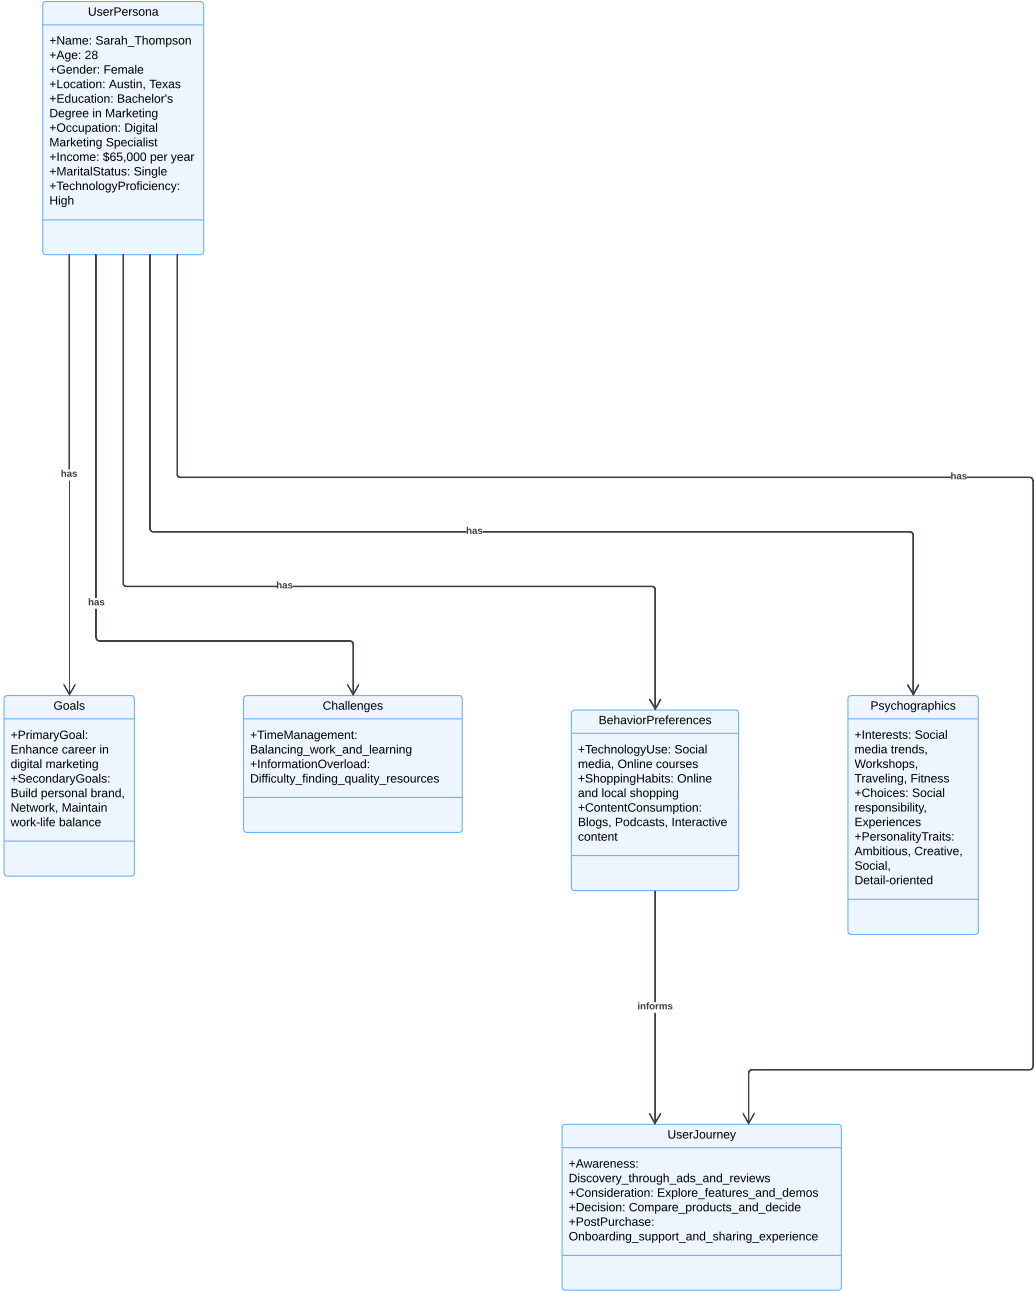 UserPersona
+Name: Sarah_Thompson
+Age: 28
+Gender: Female
+Location: Austin, Texas
+Education: Bachelor's
Degree in Marketing
+Occupation: Digital
Marketing Specialist
+Income: $65,000 per year
+MaritalStatus: Single
+TechnologyProficiency:
High
has
has
has
has
has
Goals
+PrimaryGoal:
Enhance career in
digital marketing
+SecondaryGoals:
Build personal brand,
Network, Maintain
work-life balance
Challenges
+TimeManagement:
Balancing_work_and_learning
+InformationOverload:
Difficulty_finding_quality_resources
BehaviorPreferences
+TechnologyUse: Social
media, Online courses
+ShoppingHabits: Online
and local shopping
+ContentConsumption:
Blogs, Podcasts, Interactive
content
Psychographics
+Interests: Social
media trends,
Workshops,
Traveling, Fitness
+Choices: Social
responsibility,
Experiences
+PersonalityTraits:
Ambitious, Creative,
Social,
Detail-oriented
informs
UserJourney
+Awareness:
Discovery_through_ads_and_reviews
+Consideration: Explore_features_and_demos
+Decision: Compare_products_and_decide
+PostPurchase:
Onboarding_support_and_sharing_experience